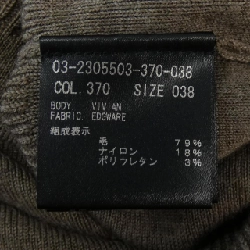 03-2305503-370-038
COL. 370 SIZE 038
BODY: VIVIAN
FABRIC: EDGWARE
組成表示
毛 79%
ナイロン 18%
ポリウレタン 3%